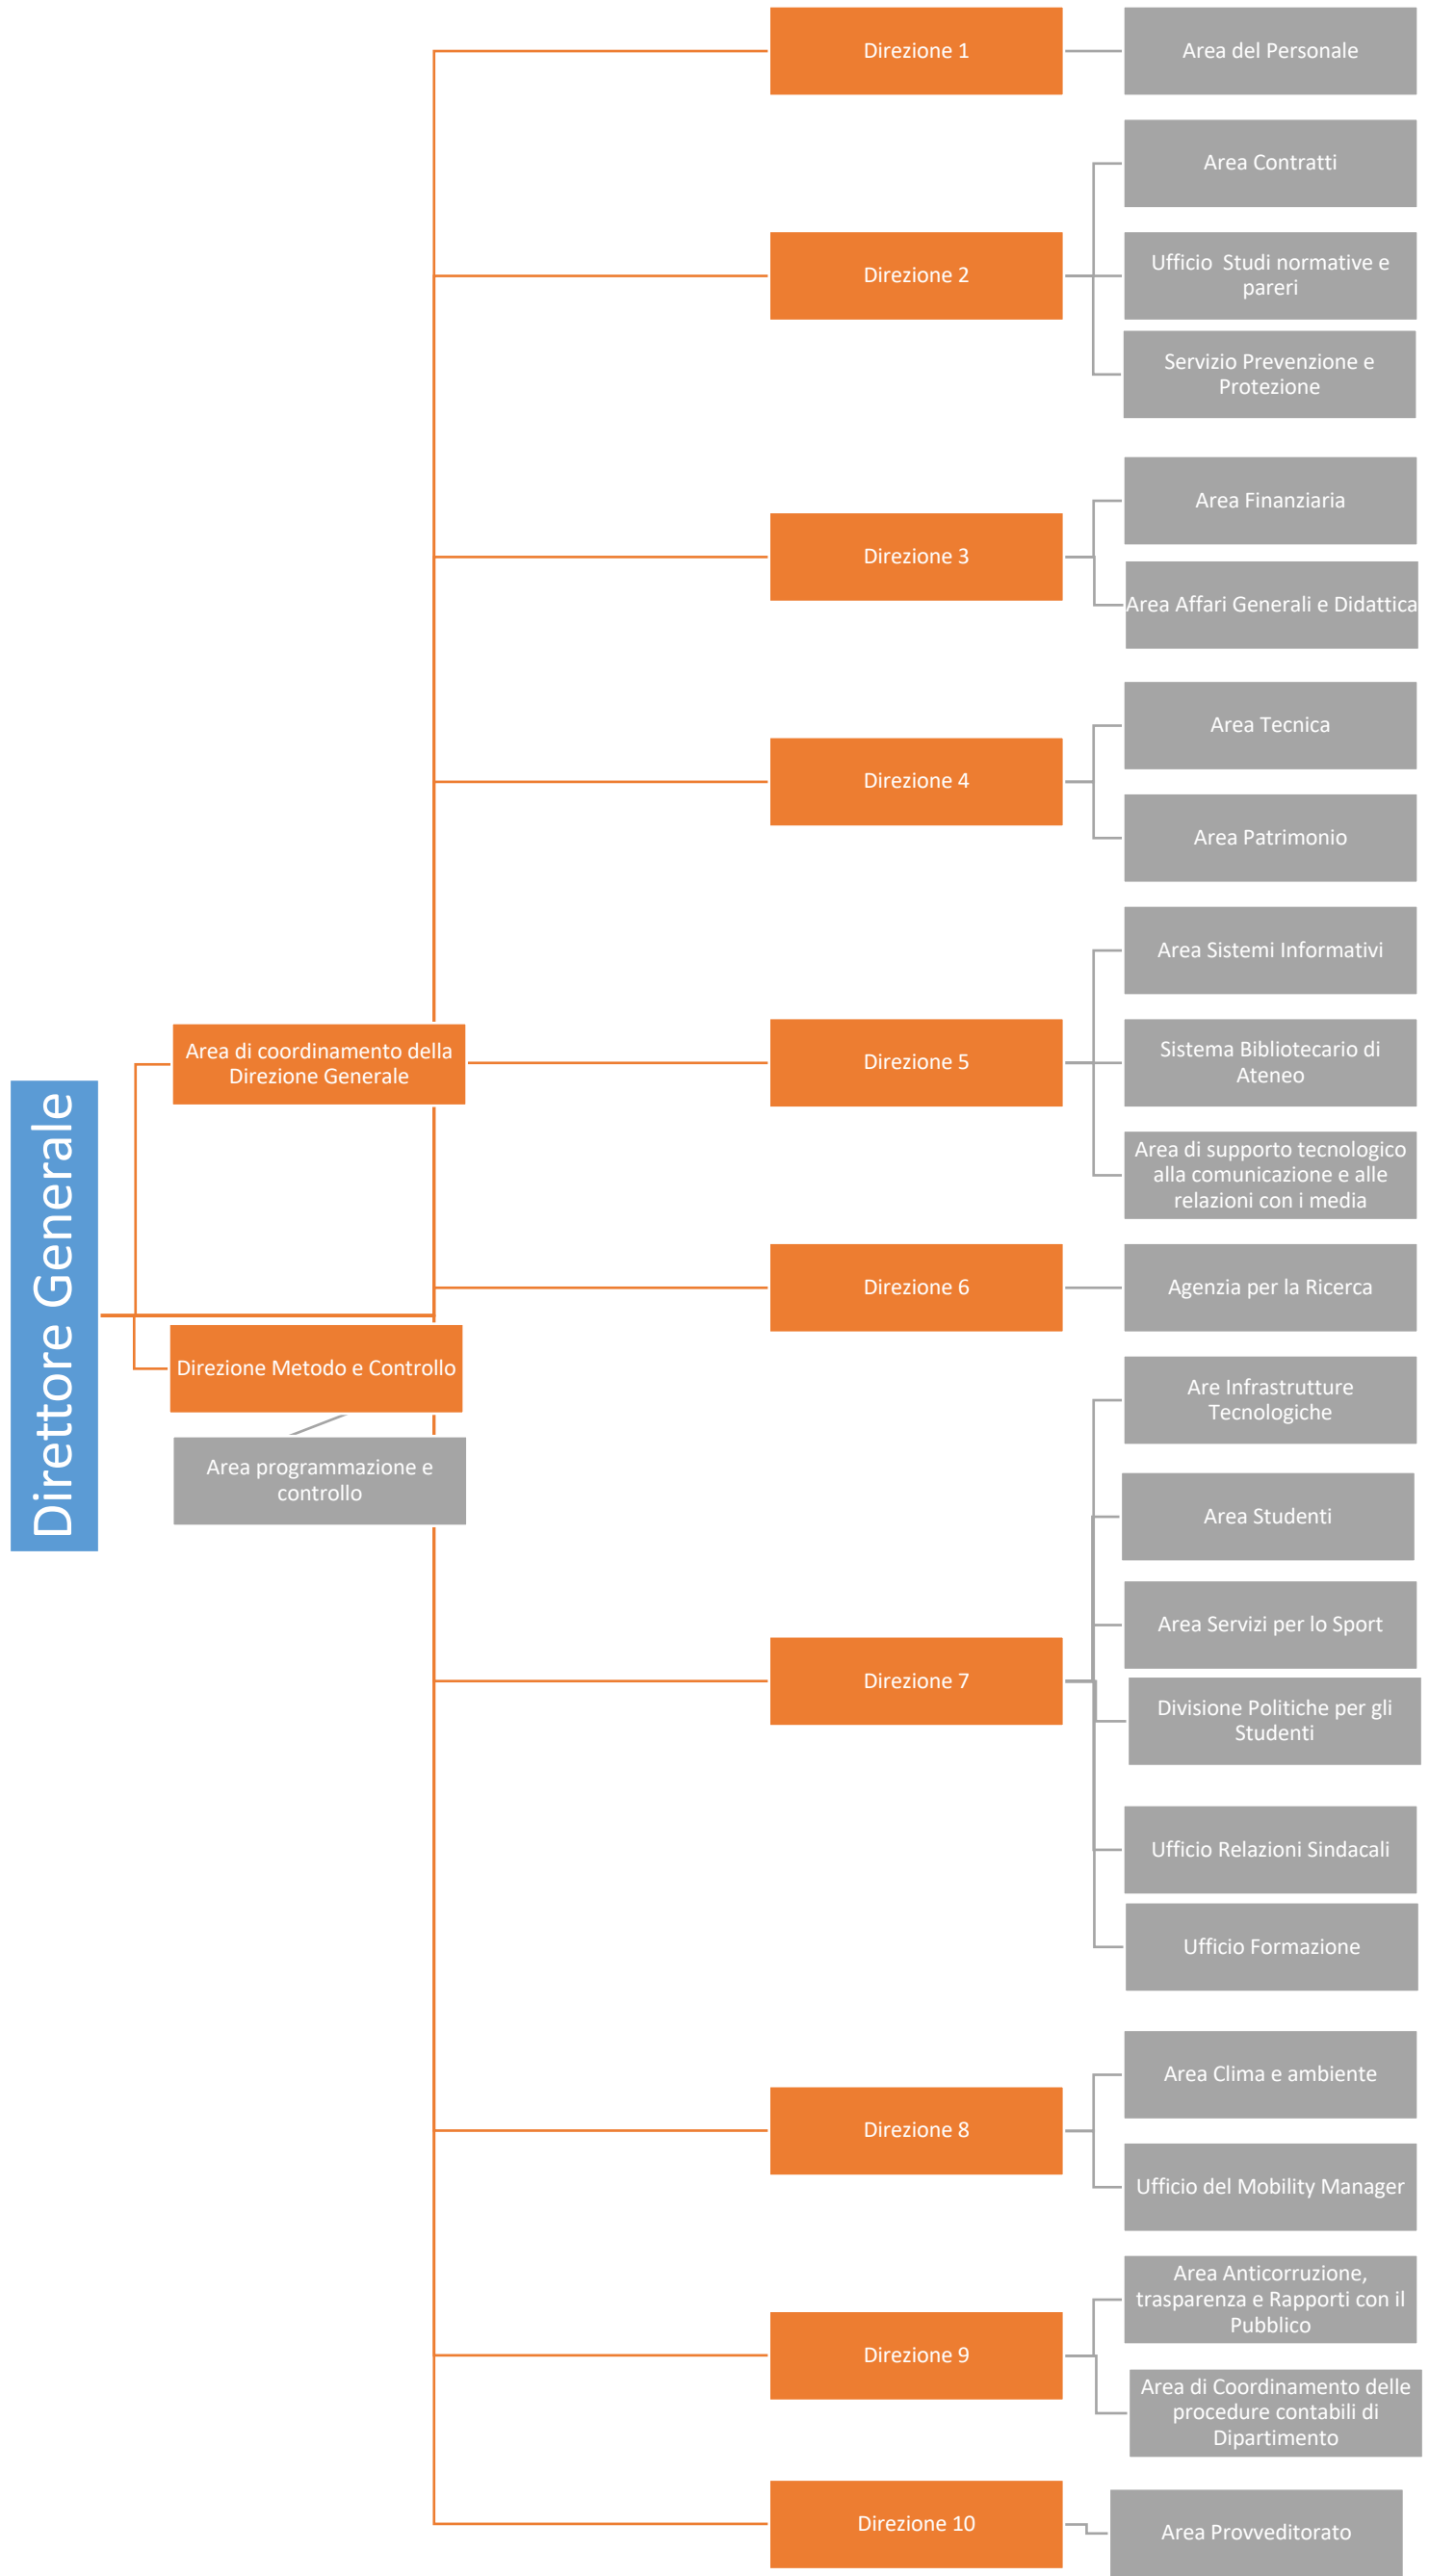 Direttore Generale
Area di coordinamento della
Direzione Generale
Direzione Metodo e Controllo
Area programmazione e
controllo
Direzione 1
Area del Personale
Direzione 2
Area Contratti
Ufficio  Studi normative e
pareri
Servizio Prevenzione e
Protezione
Direzione 3
Area Finanziaria
Area Affari Generali e Didattica
Direzione 4
Area Tecnica
Area Patrimonio
Direzione 5
Area Sistemi Informativi
Sistema Bibliotecario di
Ateneo
Area di supporto tecnologico
alla comunicazione e alle
relazioni con i media
Direzione 6
Agenzia per la Ricerca
Direzione 7
Are Infrastrutture
Tecnologiche
Area Studenti
Area Servizi per lo Sport
Divisione Politiche per gli
Studenti
Ufficio Relazioni Sindacali
Ufficio Formazione
Direzione 8
Area Clima e ambiente
Ufficio del Mobility Manager
Direzione 9
Area Anticorruzione,
trasparenza e Rapporti con il
Pubblico
Area di Coordinamento delle
procedure contabili di
Dipartimento
Direzione 10
Area Provveditorato